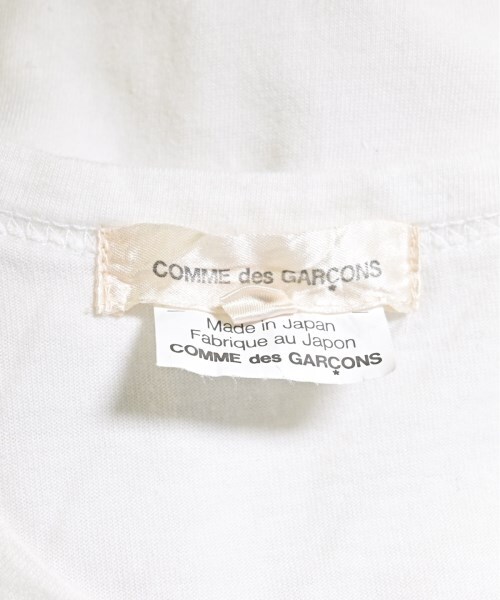 COMME des GARÇONS
Made in Japan
Fabrique au Japon
COMME des GARÇONS